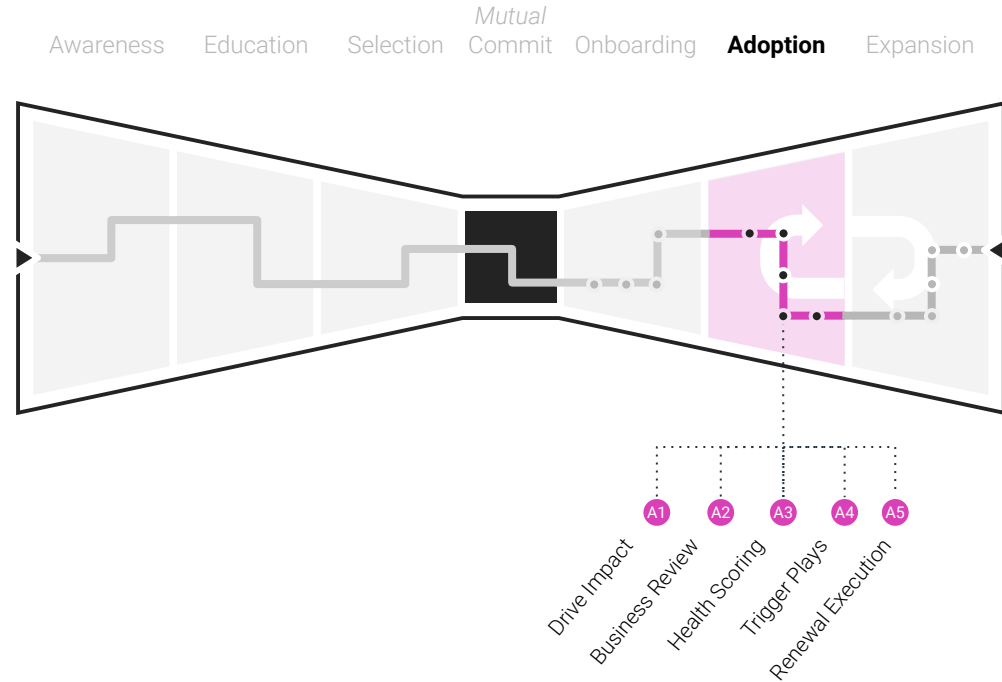 Awareness
Education
Selection
Mutual
Commit
Onboarding
Adoption
Expansion
A1
A2
A3
A4
A5
Drive Impact
Business Review
Health Scoring
Trigger Plays
Renewal Execution